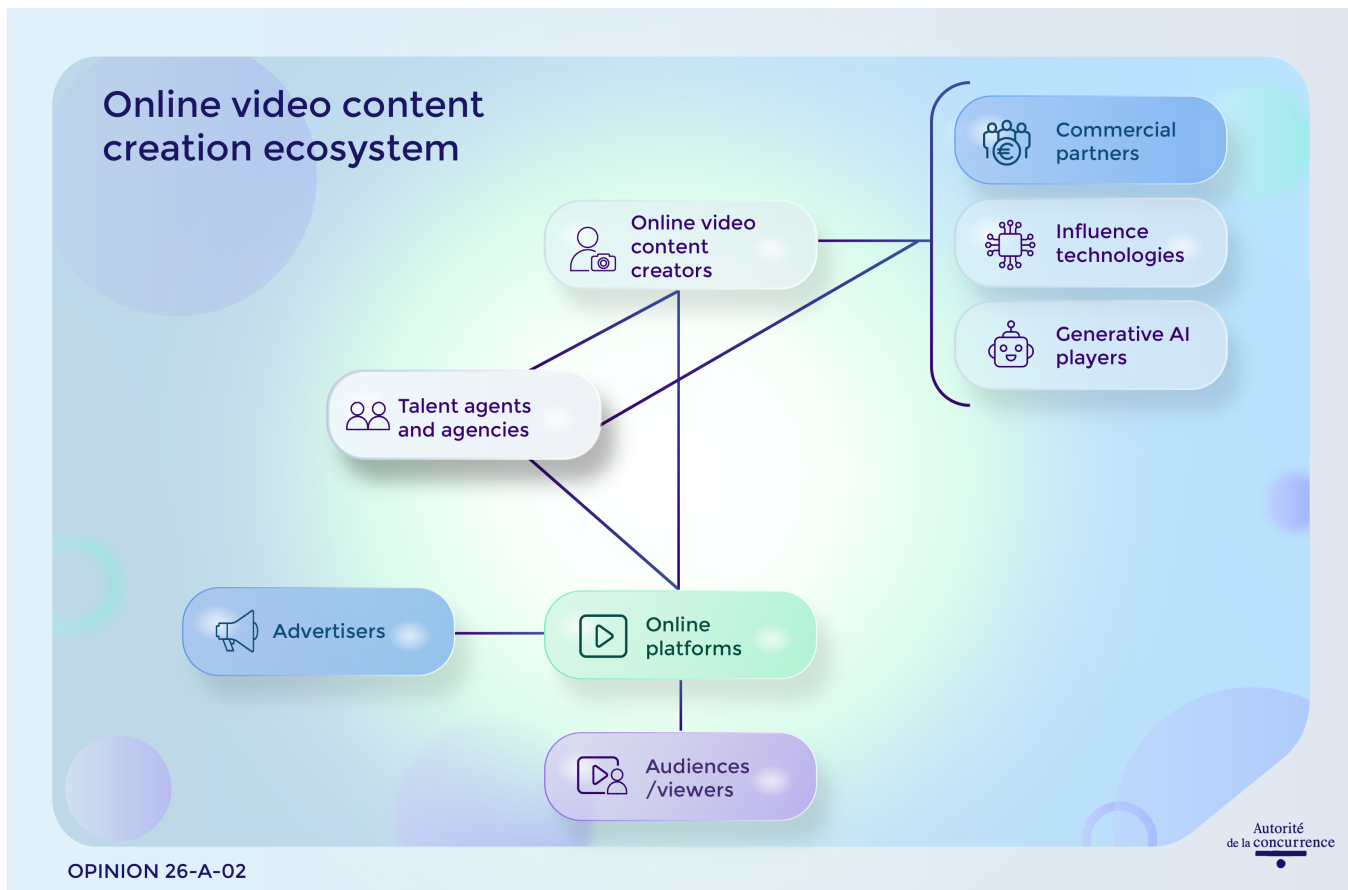 Online video content
creation ecosystem
Commercial
partners
Online video
content
creators
Influence
technologies
Generative AI
players
Talent agents
and agencies
Advertisers
Online
platforms
Audiences
/viewers
Autorité
de la concurrence
OPINION 26-A-02